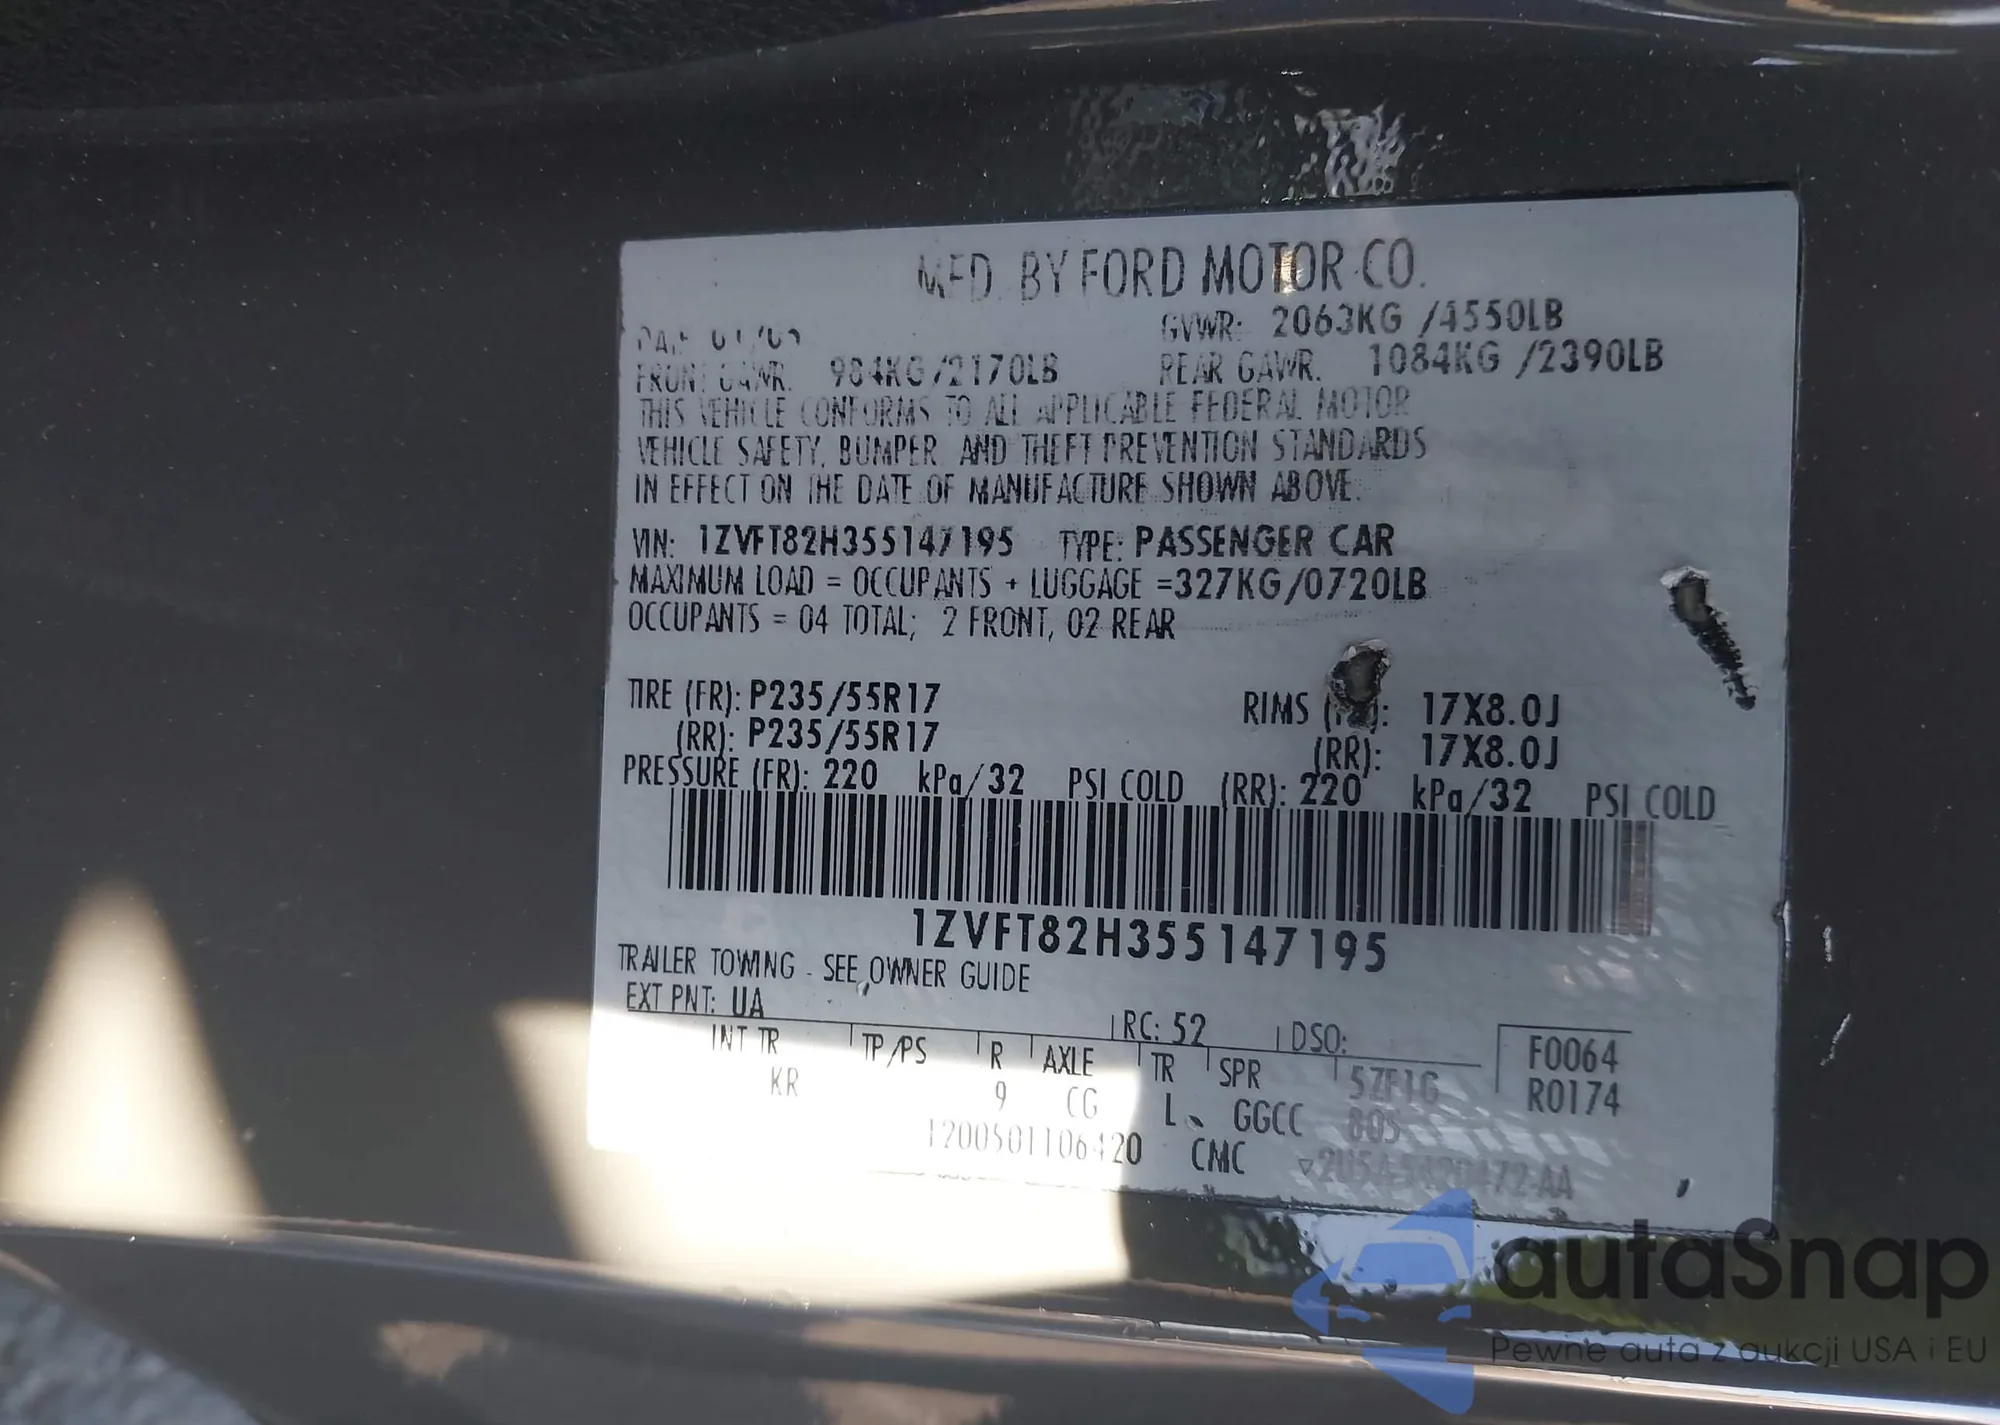 MFD. BY FORD MOTOR CO.
GVWR: 2063KG /4550LB
FRONT GAWR: 984KG/2170LB REAR GAWR: 1084KG /2390LB
THIS VEHICLE CONFORMS TO ALL APPLICABLE FEDERAL MOTOR
VEHICLE SAFETY, BUMPER, AND THEFT PREVENTION STANDARDS
IN EFFECT ON THE DATE OF MANUFACTURE SHOWN ABOVE.
VIN: 1ZVFT82H355147195 TYPE: PASSENGER CAR
MAXIMUM LOAD = OCCUPANTS + LUGGAGE =327KG/0720LB
OCCUPANTS = 04 TOTAL; 2 FRONT, 02 REAR
TIRE (FR): P235/55R17 RIMS (FR): 17X8.0J
(RR): P235/55R17 (RR): 17X8.0J
PRESSURE (FR): 220 kPa/32 PSI COLD (RR): 220 kPa/32 PSI COLD
1ZVFT82H355147195
TRAILER TOWING - SEE OWNER GUIDE
EXT PNT: UA RC: 52 DSO: F0064
INT TR TP/PS R AXLE TR SPR R0174
KR 9 CG L GGCC
1200501106420 CMC
autaSnap
Pewne auta z aukcji USA i EU